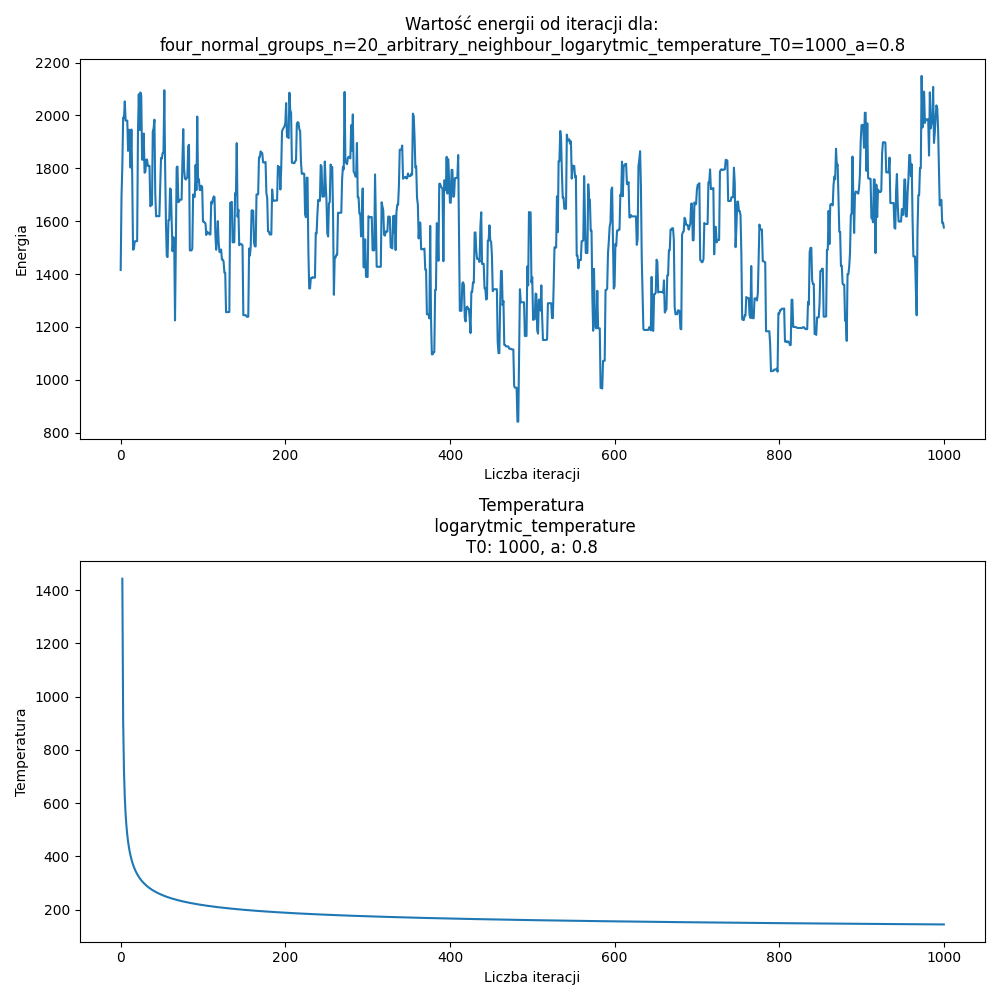 Wartość energii od iteracji dla:
four_normal_groups_n=20_arbitrary_neighbour_logarytmic_temperature_T0=1000_a=0.8
2200
2000
1800
1600
1400
1200
1000
800
Energia
0 200 400 600 800 1000
Liczba iteracji
Temperatura
logarytmic_temperature
T0: 1000, a: 0.8
1400
1200
1000
800
600
400
200
Temperatura
0 200 400 600 800 1000
Liczba iteracji